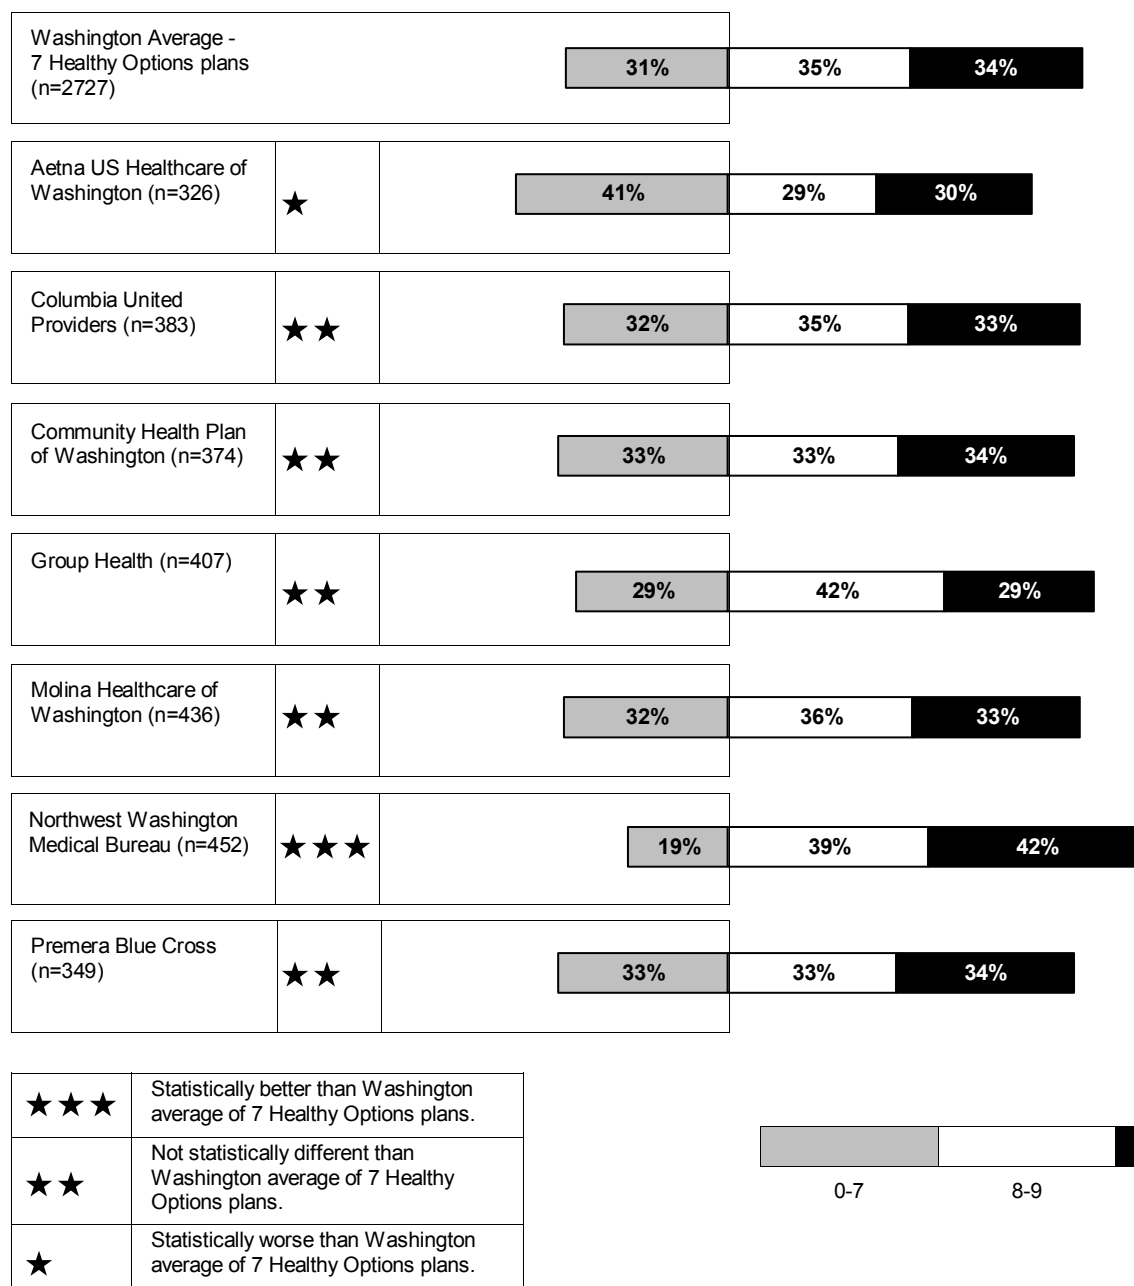 Washington Average -
7 Healthy Options plans
(n=2727)
31% 35% 34%
Aetna US Healthcare of
Washington (n=326)
★
41% 29% 30%
Columbia United
Providers (n=383)
★★
32% 35% 33%
Community Health Plan
of Washington (n=374)
★★
33% 33% 34%
Group Health (n=407)
★★
29% 42% 29%
Molina Healthcare of
Washington (n=436)
★★
32% 36% 33%
Northwest Washington
Medical Bureau (n=452)
★★★
19% 39% 42%
Premera Blue Cross
(n=349)
★★
33% 33% 34%
★★★
Statistically better than Washington
average of 7 Healthy Options plans.
★★
Not statistically different than
Washington average of 7 Healthy
Options plans.
★
Statistically worse than Washington
average of 7 Healthy Options plans.
0-7 8-9